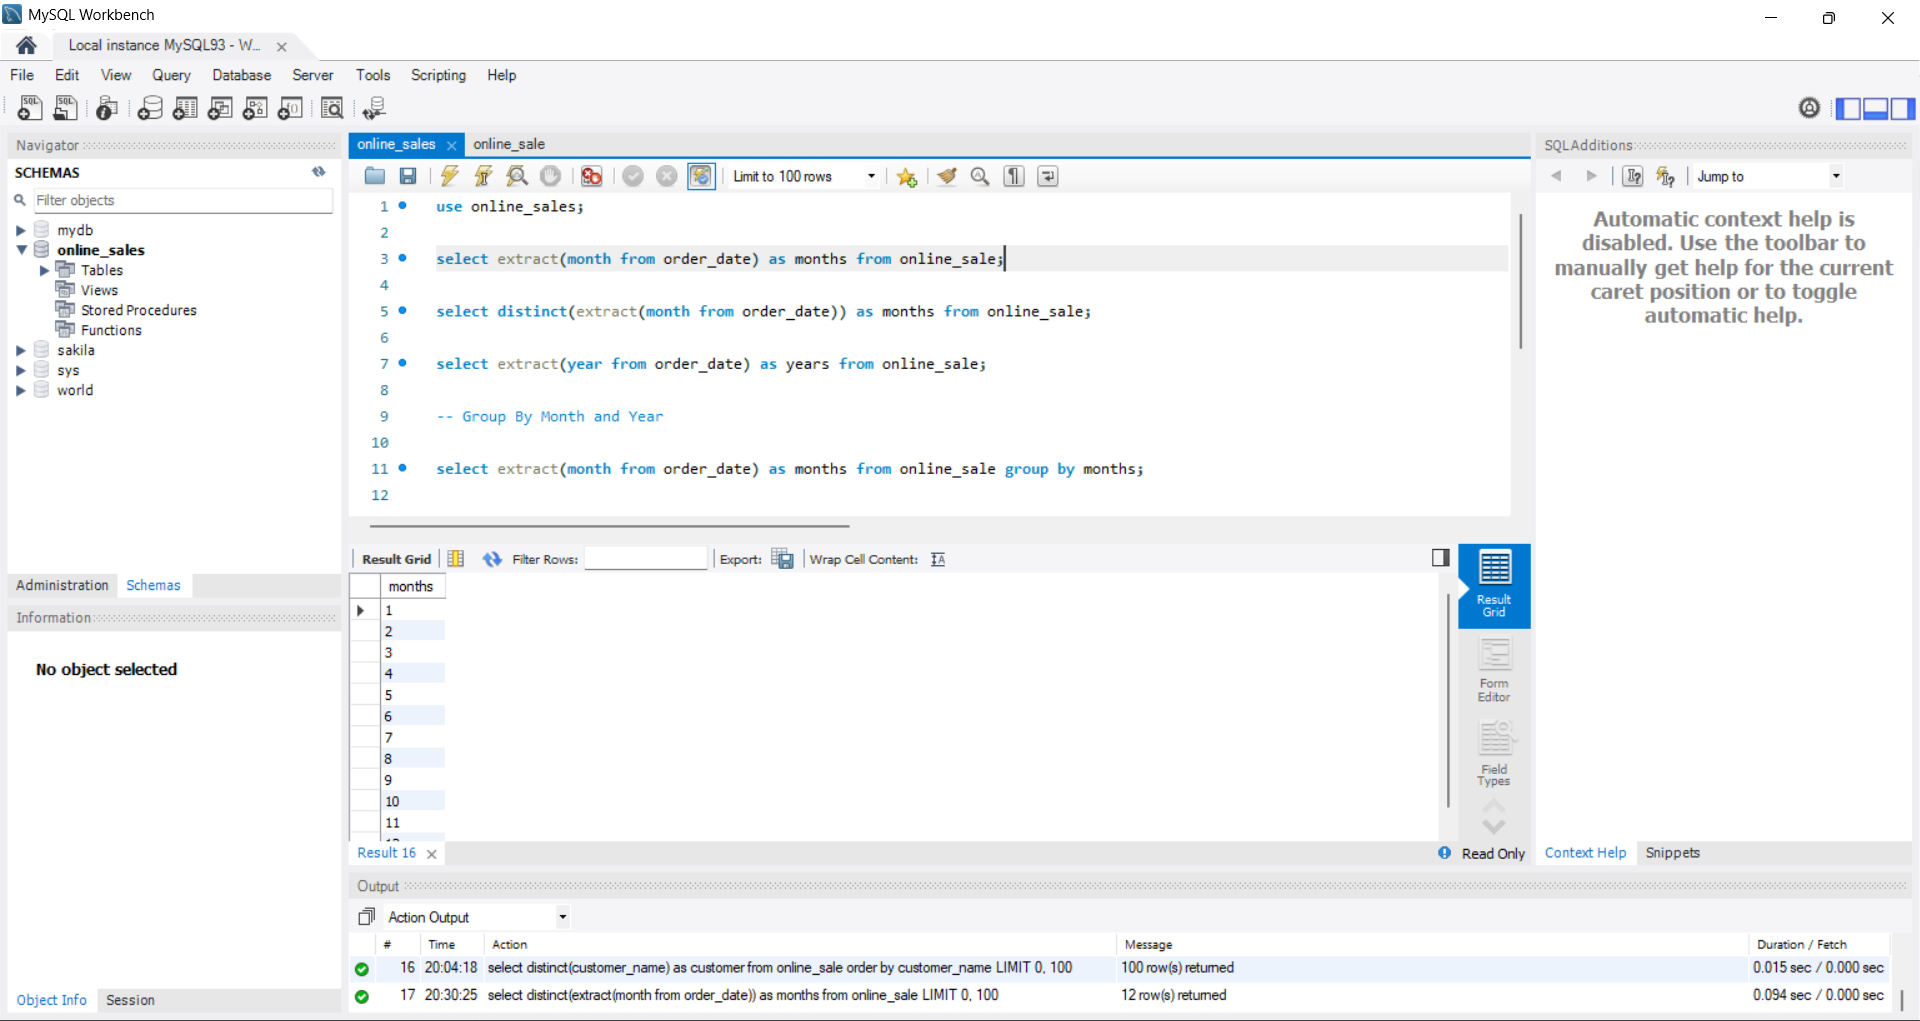 MySQL Workbench
Local instance MySQL93 - W...
File Edit View Query Database Server Tools Scripting Help
Navigator
SCHEMAS
Filter objects
mydb
online_sales
Tables
Views
Stored Procedures
Functions
sakila
sys
world
Administration Schemas
Information
No object selected
Object Info Session
online_sales online_sale
Limit to 100 rows
1 use online_sales;
2
3 select extract(month from order_date) as months from online_sale;
4
5 select distinct(extract(month from order_date)) as months from online_sale;
6
7 select extract(year from order_date) as years from online_sale;
8
9 -- Group By Month and Year
10
11 select extract(month from order_date) as months from online_sale group by months;
12
Result Grid Filter Rows: Export: Wrap Cell Content:
months
1
2
3
4
5
6
7
8
9
10
11
Result
Grid
Form
Editor
Field
Types
Result 16
Read Only
SQLAdditions
Jump to
Automatic context help is
disabled. Use the toolbar to
manually get help for the current
caret position or to toggle
automatic help.
Context Help Snippets
Output
Action Output
# Time Action Message Duration / Fetch
16 20:04:18 select distinct(customer_name) as customer from online_sale order by customer_name LIMIT 0, 100 100 row(s) returned 0.015 sec / 0.000 sec
17 20:30:25 select distinct(extract(month from order_date)) as months from online_sale LIMIT 0, 100 12 row(s) returned 0.094 sec / 0.000 sec